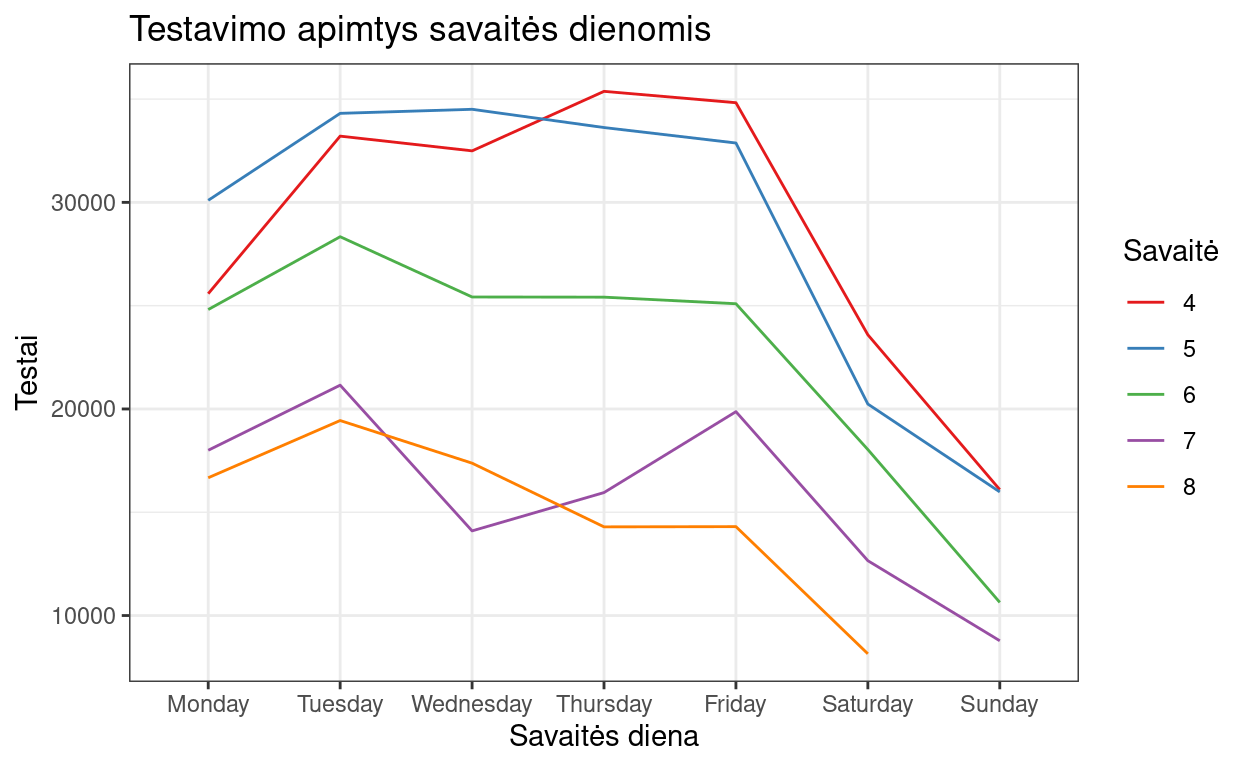 Testavimo apimtys savaitės dienomis
Testai
30000
20000
10000
Monday Tuesday Wednesday Thursday Friday Saturday Sunday
Savaitės diena
Savaitė
4
5
6
7
8